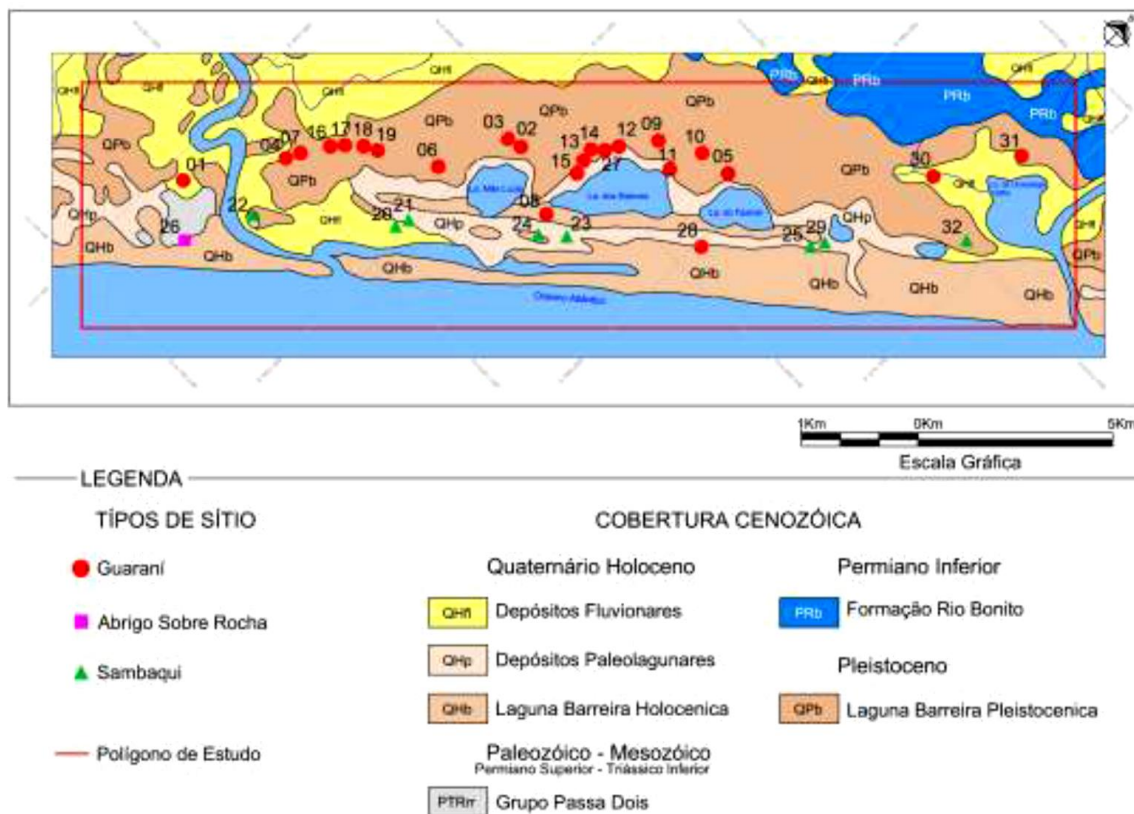 QHfl
QPb
QHfl
QHfl
QPb
QPb
QPb
PRb
QHfl
PRb
QHfl
PRb
01
04
07
16
17
18
19
06
03
02
13
14
15
27
12
09
11
10
05
30
31
QPb
08
22
26
20
21
24
23
28
25
29
32
QHp
QHb
QHb
QHfl
QHb
QHp
QHb
QHp
QHb
QHfl
QPb
QHb
QHb
Oceano Atlântico
1Km
0Km
5Km
Escala Gráfica
LEGENDA
TÍPOS DE SÍTIO
Guaraní
Abrigo Sobre Rocha
Sambaqui
Polígono de Estudo
COBERTURA CENOZÓICA
Quaternário Holoceno
QHfl Depósitos Fluvionares
QHp Depósitos Paleolagunares
QHb Laguna Barreira Holocenica
Paleozóico - Mesozóico
Permiano Superior - Triássico Inferior
PTRrr Grupo Passa Dois
Permiano Inferior
PRb Formação Rio Bonito
Pleistoceno
QPb Laguna Barreira Pleistocenica